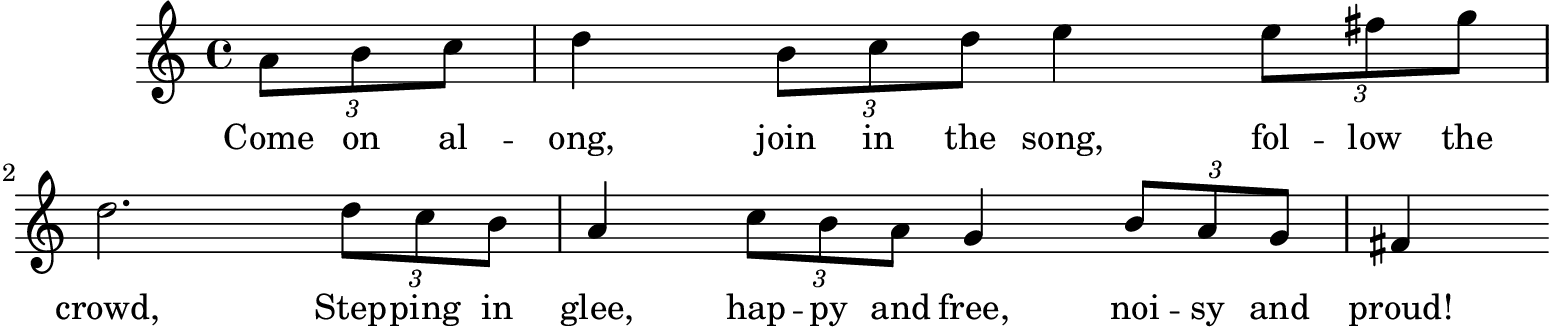 3 3 3
Come on al - ong, join in the song, fol - low the
2
3 3 3
crowd, Stepping in glee, hap - py and free, noi - sy and proud!